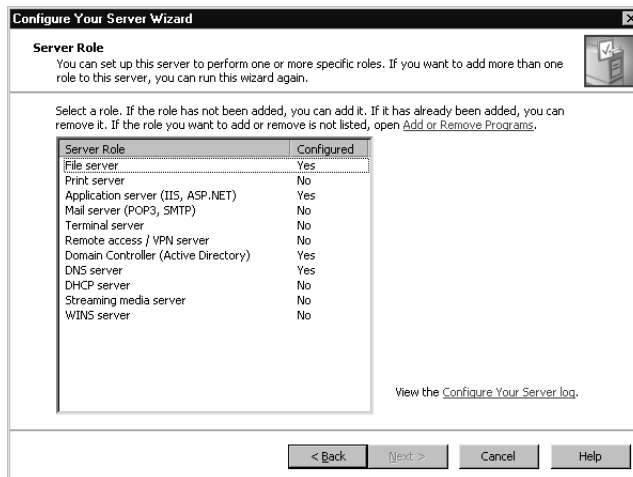 Configure Your Server Wizard
Server Role
You can set up this server to perform one or more specific roles. If you want to add more than one
role to this server, you can run this wizard again.
Select a role. If the role has not been added, you can add it. If it has already been added, you can
remove it. If the role you want to add or remove is not listed, open Add or Remove Programs.
Server Role Configured
File server Yes
Print server No
Application server (IIS, ASP.NET) Yes
Mail server (POP3, SMTP) No
Terminal server No
Remote access / VPN server No
Domain Controller (Active Directory) Yes
DNS server Yes
DHCP server No
Streaming media server No
WINS server No
View the Configure Your Server log.
< Back Next > Cancel Help